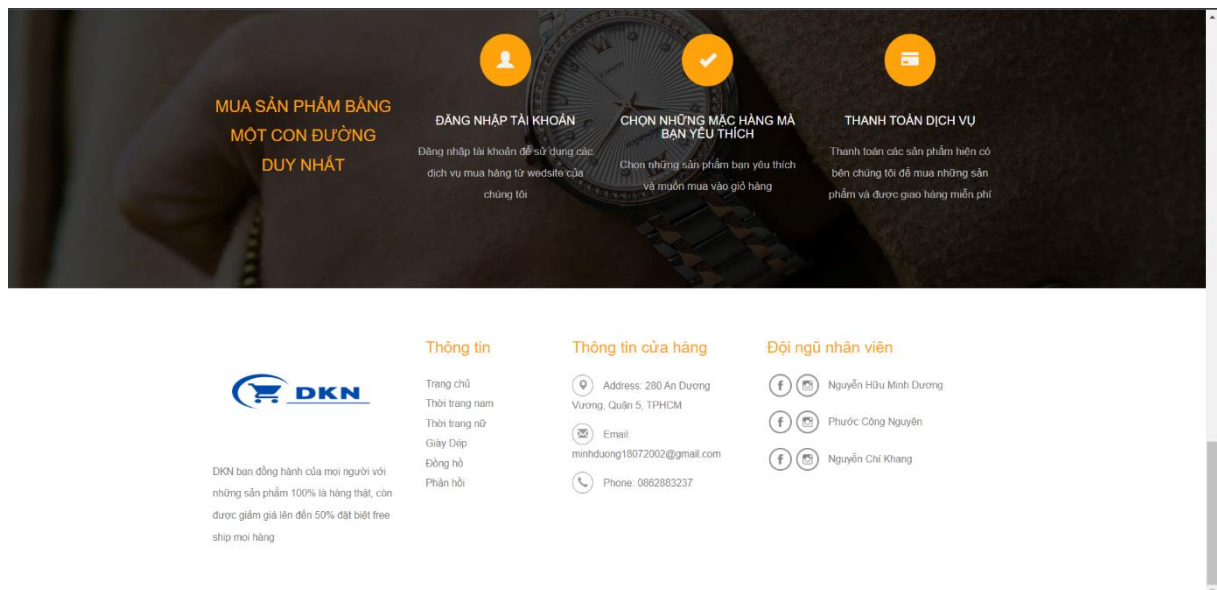 MUA SẢN PHẨM BẰNG
MỘT CON ĐƯỜNG
DUY NHẤT
ĐĂNG NHẬP TÀI KHOẢN
Đăng nhập tài khoản để sử dụng các
dịch vụ mua hàng từ wedsite của
chúng tôi
CHỌN NHỮNG MẶC HÀNG MÀ
BẠN YÊU THÍCH
Chọn những sản phẩm bạn yêu thích
và muốn mua vào giỏ hàng
THANH TOÁN DỊCH VỤ
Thanh toán các sản phẩm hiện có
bên chúng tôi để mua những sản
phẩm và được giao hàng miễn phí
DKN
DKN bạn đồng hành của mọi người với
những sản phẩm 100% là hàng thật, còn
được giảm giá lên đến 50% đặt biệt free
ship mọi hàng
Thông tin
Trang chủ
Thời trang nam
Thời trang nữ
Giày Dép
Đồng hồ
Phản hồi
Thông tin cửa hàng
Address: 280 An Dương
Vương, Quận 5, TPHCM
Email:
minhduong18072002@gmail.com
Phone: 0862883237
Đội ngũ nhân viên
Nguyễn Hữu Minh Dương
Phước Công Nguyên
Nguyễn Chí Khang